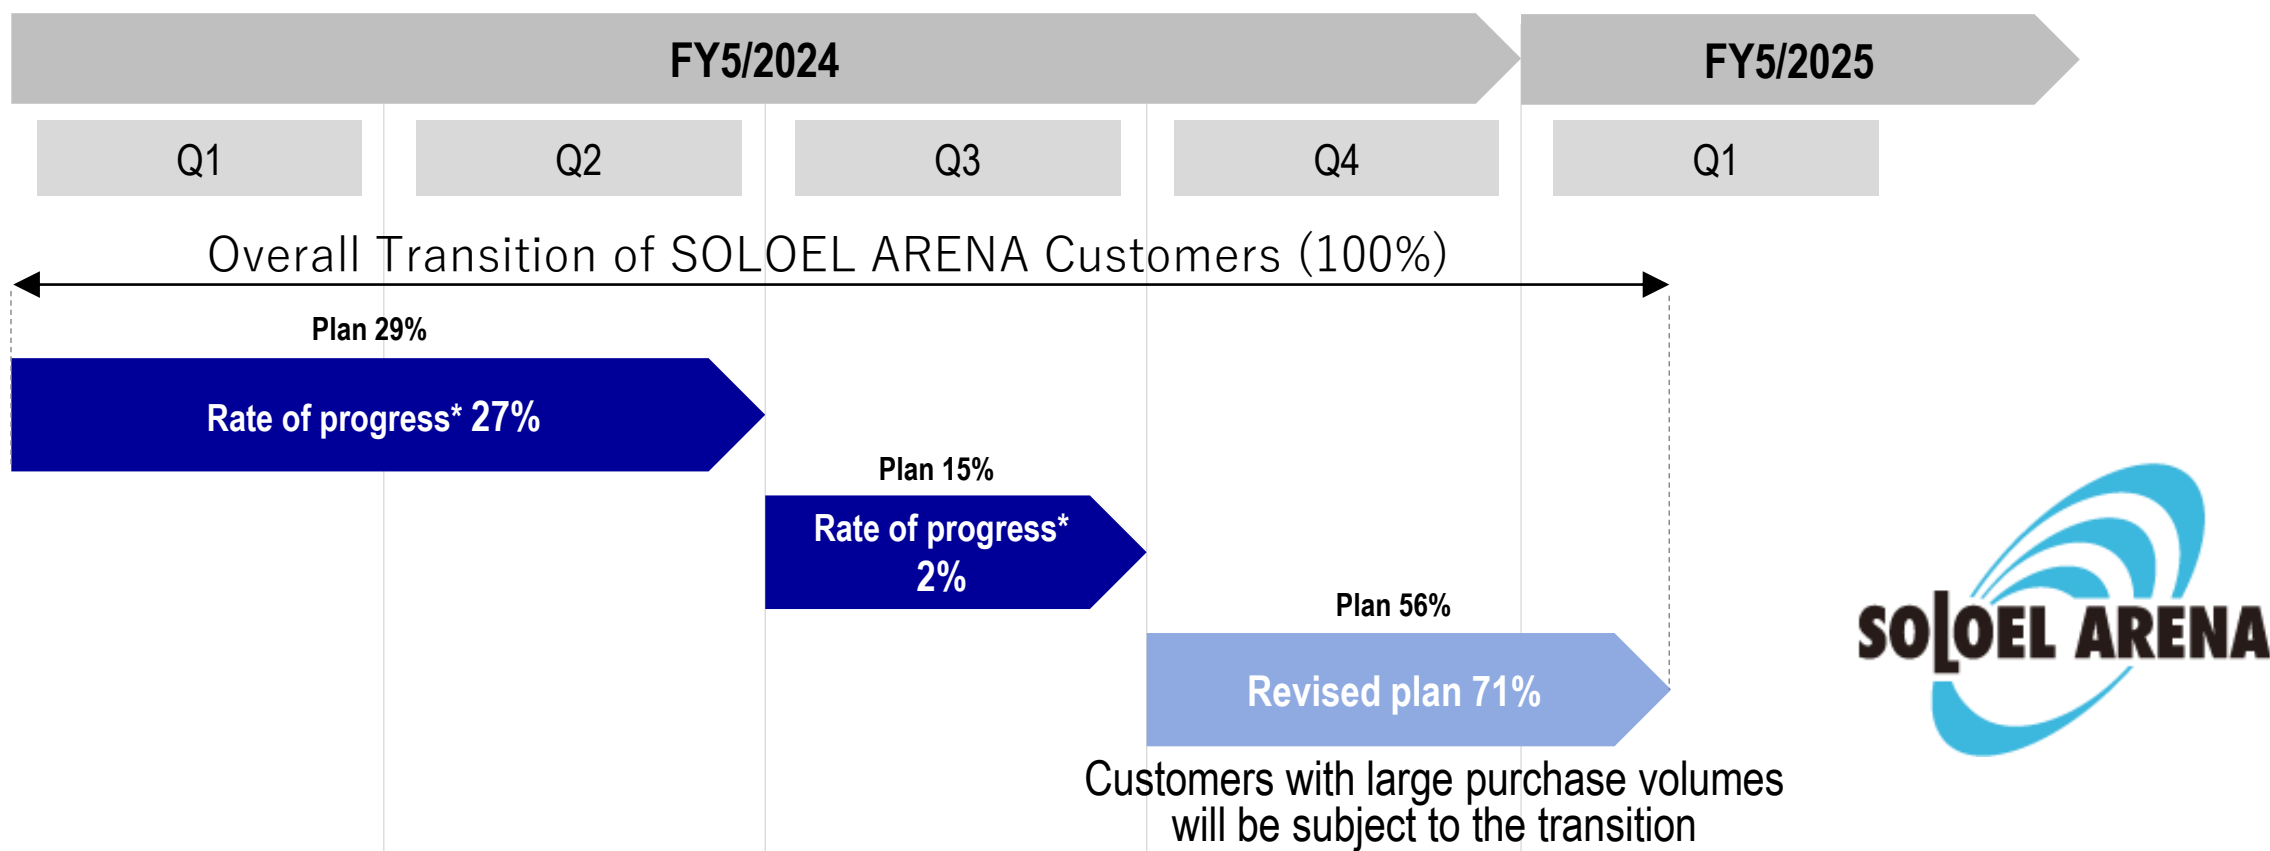 FY5/2024
FY5/2025
Q1
Q2
Q3
Q4
Q1
Overall Transition of SOLOEL ARENA Customers (100%)
Plan 29%
Rate of progress* 27%
Plan 15%
Rate of progress*
2%
Plan 56%
Revised plan 71%
Customers with large purchase volumes
will be subject to the transition
SOLOEL ARENA